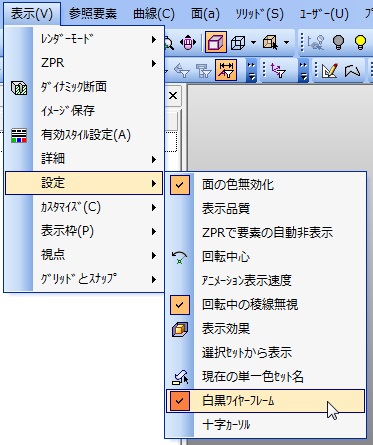 表示(V) 参照要素 曲線(C) 面(a) ｿﾘｯﾄﾞ(S) ﾕｰｻﾞｰ(U)
ﾚﾝﾀﾞｰﾓｰﾄﾞ
ZPR
ﾀﾞｲﾅﾐｯｸ断面
ｲﾒｰｼﾞ保存
有効ｽﾀｲﾙ設定(A)
詳細
設定
ｶｽﾀﾏｲｽﾞ(C)
表示枠(P)
視点
ｸﾞﾘｯﾄﾞとｽﾅｯﾌﾟ
面の色無効化
表示品質
ZPRで要素の自動非表示
回転中心
ｱﾆﾒｰｼｮﾝ表示速度
回転中の稜線無視
表示効果
選択ｾｯﾄから表示
現在の単一色ｾｯﾄ名
白黒ﾜｲﾔｰﾌﾚｰﾑ
十字ｶｰｿﾙ